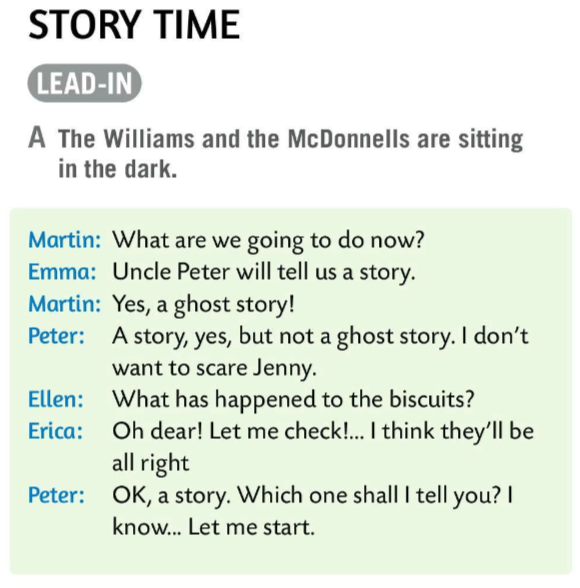 STORY TIME
LEAD-IN
A The Williams and the McDonnells are sitting
in the dark.
Martin: What are we going to do now?
Emma: Uncle Peter will tell us a story.
Martin: Yes, a ghost story!
Peter: A story, yes, but not a ghost story. I don't
want to scare Jenny.
Ellen: What has happened to the biscuits?
Erica: Oh dear! Let me check!... I think they'll be
all right
Peter: OK, a story. Which one shall I tell you? I
know... Let me start.